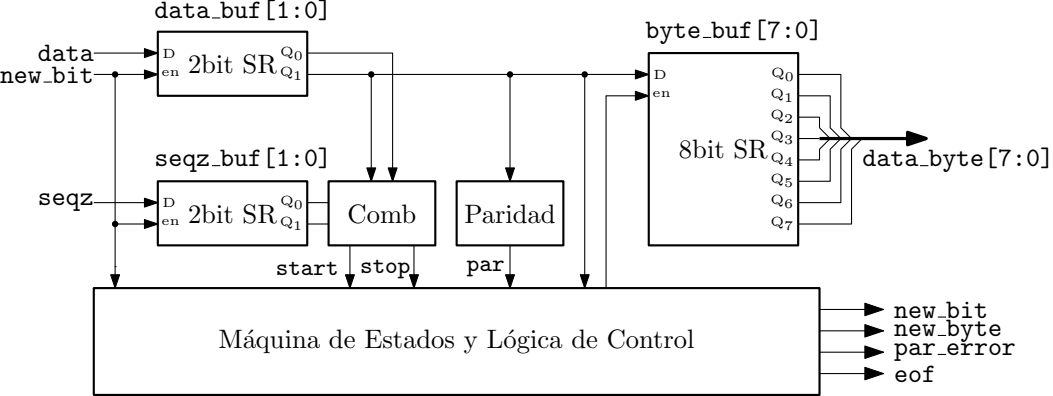 data_buf[1:0]
data
new_bit
D
en
2bit SR
Q0
Q1
byte_buf[7:0]
D
en
8bit SR
Q0
Q1
Q2
Q3
Q4
Q5
Q6
Q7
data_byte[7:0]
seqz_buf[1:0]
seqz
D
en
2bit SR
Q0
Q1
Comb
Paridad
start
stop
par
Máquina de Estados y Lógica de Control
new_bit
new_byte
par_error
eof